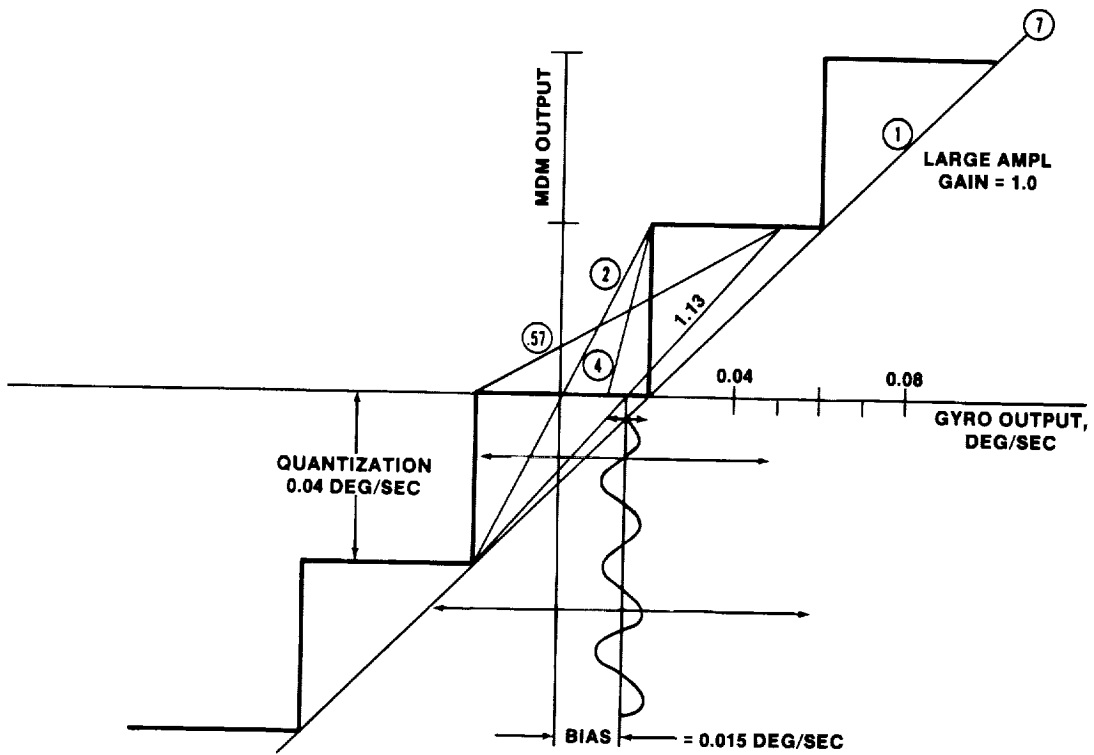 7
MDM OUTPUT
1
LARGE AMPL
GAIN = 1.0
2
1.13
.57
4
0.04
0.08
GYRO OUTPUT,
DEG/SEC
QUANTIZATION
0.04 DEG/SEC
BIAS = 0.015 DEG/SEC